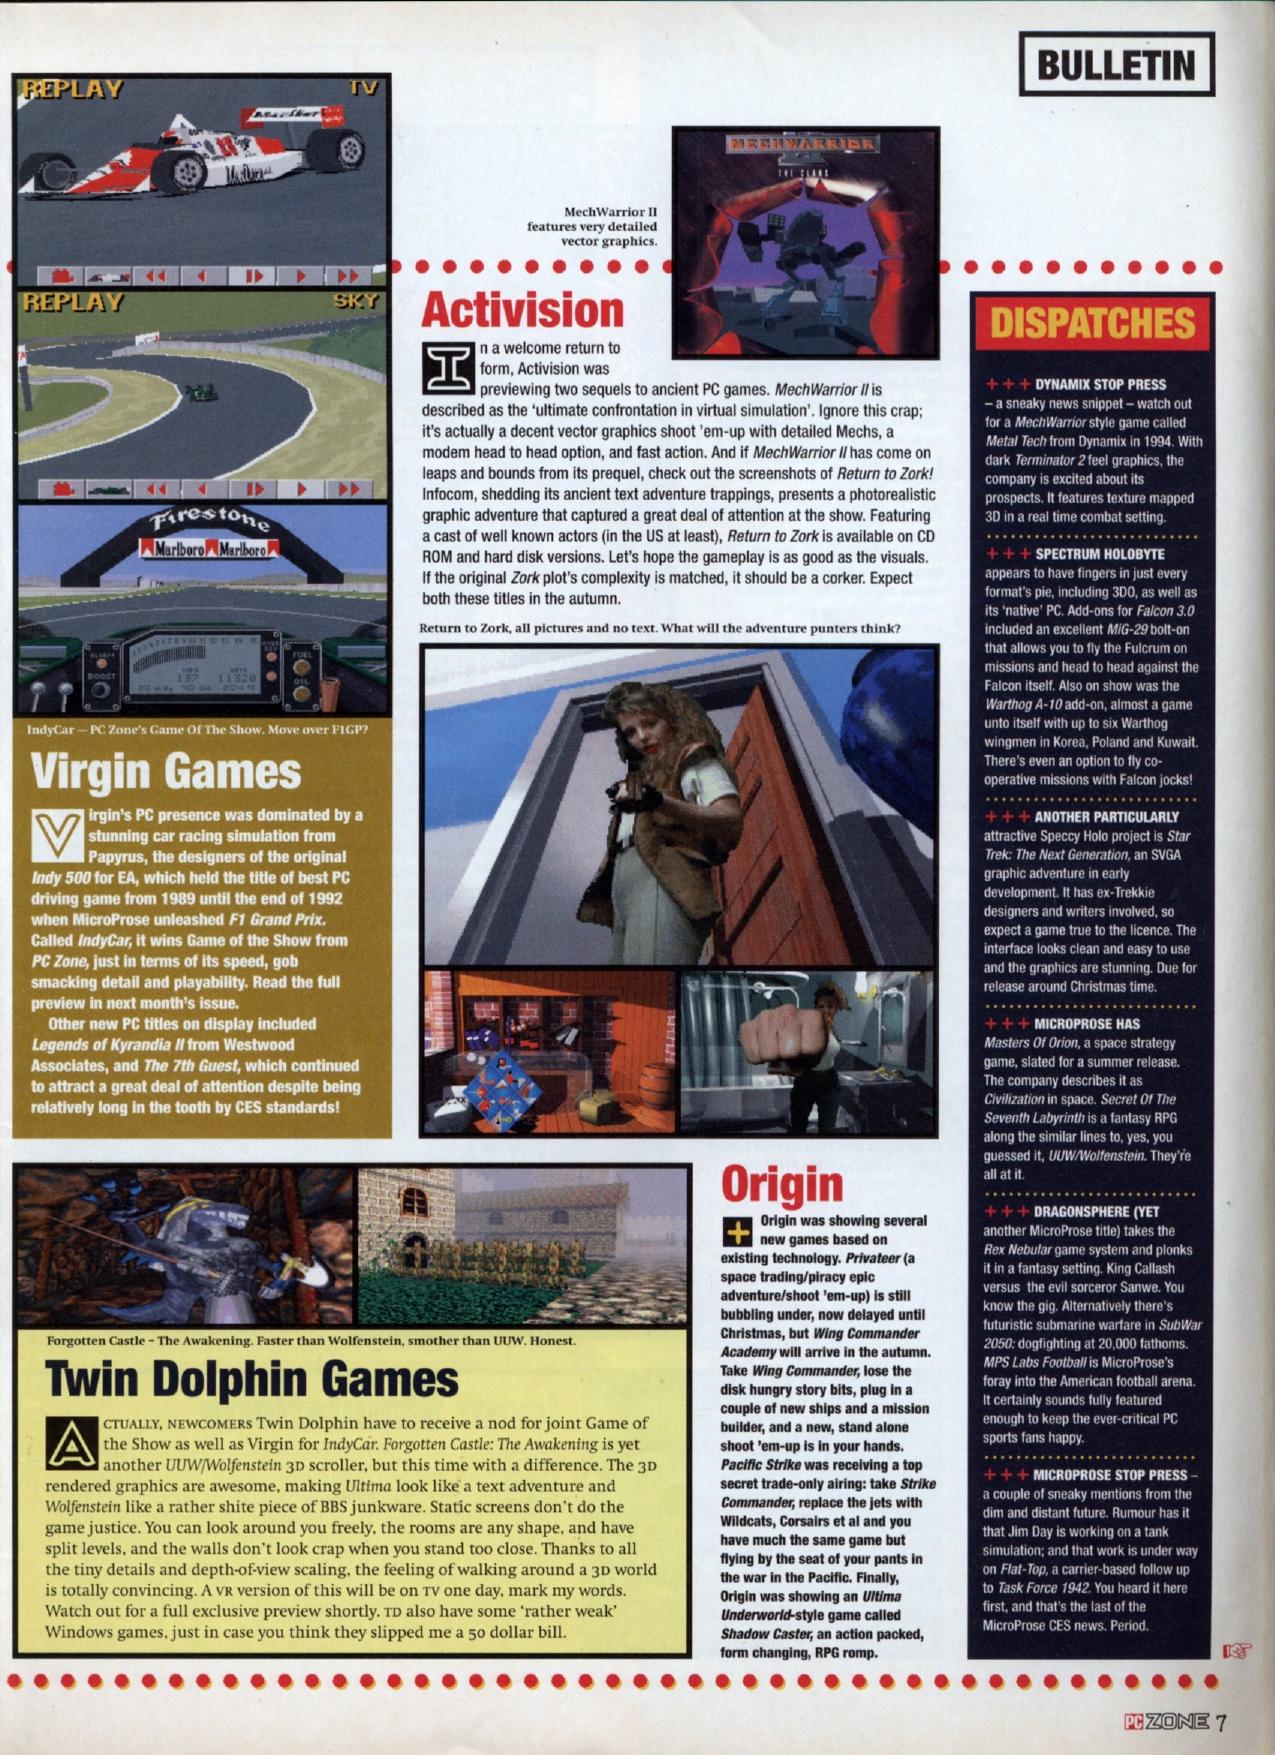 BULLETIN
REPLAY TV
Marlboro
Marlboro
REPLAY SKY
Firestone
Marlboro Marlboro
FUEL
BOOST
OIL
137 11320
IndyCar — PC Zone's Game Of The Show. Move over F1GP?
Virgin Games
Virgin's PC presence was dominated by a
stunning car racing simulation from
Papyrus, the designers of the original
Indy 500 for EA, which held the title of best PC
driving game from 1989 until the end of 1992
when MicroProse unleashed F1 Grand Prix.
Called IndyCar, it wins Game of the Show from
PC Zone, just in terms of its speed, gob
smacking detail and playability. Read the full
preview in next month's issue.
Other new PC titles on display included
Legends of Kyrandia II from Westwood
Associates, and The 7th Guest, which continued
to attract a great deal of attention despite being
relatively long in the tooth by CES standards!
MechWarrior II
features very detailed
vector graphics.
MECHWARRIOR
II
THE CLANS
Activision
In a welcome return to
form, Activision was
previewing two sequels to ancient PC games. MechWarrior II is
described as the 'ultimate confrontation in virtual simulation'. Ignore this crap;
it's actually a decent vector graphics shoot 'em-up with detailed Mechs, a
modem head to head option, and fast action. And if MechWarrior II has come on
leaps and bounds from its prequel, check out the screenshots of Return to Zork!
Infocom, shedding its ancient text adventure trappings, presents a photorealistic
graphic adventure that captured a great deal of attention at the show. Featuring
a cast of well known actors (in the US at least), Return to Zork is available on CD
ROM and hard disk versions. Let's hope the gameplay is as good as the visuals.
If the original Zork plot's complexity is matched, it should be a corker. Expect
both these titles in the autumn.
Return to Zork, all pictures and no text. What will the adventure punters think?
Forgotten Castle – The Awakening. Faster than Wolfenstein, smother than UUW. Honest.
Twin Dolphin Games
ACTUALLY, NEWCOMERS Twin Dolphin have to receive a nod for joint Game of
the Show as well as Virgin for IndyCar. Forgotten Castle: The Awakening is yet
another UUW/Wolfenstein 3D scroller, but this time with a difference. The 3D
rendered graphics are awesome, making Ultima look like a text adventure and
Wolfenstein like a rather shite piece of BBS junkware. Static screens don't do the
game justice. You can look around you freely, the rooms are any shape, and have
split levels, and the walls don't look crap when you stand too close. Thanks to all
the tiny details and depth-of-view scaling, the feeling of walking around a 3D world
is totally convincing. A VR version of this will be on TV one day, mark my words.
Watch out for a full exclusive preview shortly. TD also have some 'rather weak'
Windows games, just in case you think they slipped me a 50 dollar bill.
Origin
+ Origin was showing several
new games based on
existing technology. Privateer (a
space trading/piracy epic
adventure/shoot 'em-up) is still
bubbling under, now delayed until
Christmas, but Wing Commander
Academy will arrive in the autumn.
Take Wing Commander, lose the
disk hungry story bits, plug in a
couple of new ships and a mission
builder, and a new, stand alone
shoot 'em-up is in your hands.
Pacific Strike was receiving a top
secret trade-only airing: take Strike
Commander, replace the jets with
Wildcats, Corsairs et al and you
have much the same game but
flying by the seat of your pants in
the war in the Pacific. Finally,
Origin was showing an Ultima
Underworld-style game called
Shadow Caster, an action packed,
form changing, RPG romp.
DISPATCHES
+ + + DYNAMIX STOP PRESS
– a sneaky news snippet – watch out
for a MechWarrior style game called
Metal Tech from Dynamix in 1994. With
dark Terminator 2 feel graphics, the
company is excited about its
prospects. It features texture mapped
3D in a real time combat setting.
+ + + SPECTRUM HOLOBYTE
appears to have fingers in just every
format's pie, including 3DO, as well as
its 'native' PC. Add-ons for Falcon 3.0
included an excellent MiG-29 bolt-on
that allows you to fly the Fulcrum on
missions and head to head against the
Falcon itself. Also on show was the
Warthog A-10 add-on, almost a game
unto itself with up to six Warthog
wingmen in Korea, Poland and Kuwait.
There's even an option to fly co-
operative missions with Falcon jocks!
+ + + ANOTHER PARTICULARLY
attractive Speccy Holo project is Star
Trek: The Next Generation, an SVGA
graphic adventure in early
development. It has ex-Trekkie
designers and writers involved, so
expect a game true to the licence. The
interface looks clean and easy to use
and the graphics are stunning. Due for
release around Christmas time.
+ + + MICROPROSE HAS
Masters Of Orion, a space strategy
game, slated for a summer release.
The company describes it as
Civilization in space. Secret Of The
Seventh Labyrinth is a fantasy RPG
along the similar lines to, yes, you
guessed it, UUW/Wolfenstein. They're
all at it.
+ + + DRAGONSPHERE (YET
another MicroProse title) takes the
Rex Nebular game system and plonks
it in a fantasy setting. King Callash
versus the evil sorceror Sanwe. You
know the gig. Alternatively there's
futuristic submarine warfare in SubWar
2050: dogfighting at 20,000 fathoms.
MPS Labs Football is MicroProse's
foray into the American football arena.
It certainly sounds fully featured
enough to keep the ever-critical PC
sports fans happy.
+ + + MICROPROSE STOP PRESS –
a couple of sneaky mentions from the
dim and distant future. Rumour has it
that Jim Day is working on a tank
simulation; and that work is under way
on Flat-Top, a carrier-based follow up
to Task Force 1942. You heard it here
first, and that's the last of the
MicroProse CES news. Period.
PC ZONE 7